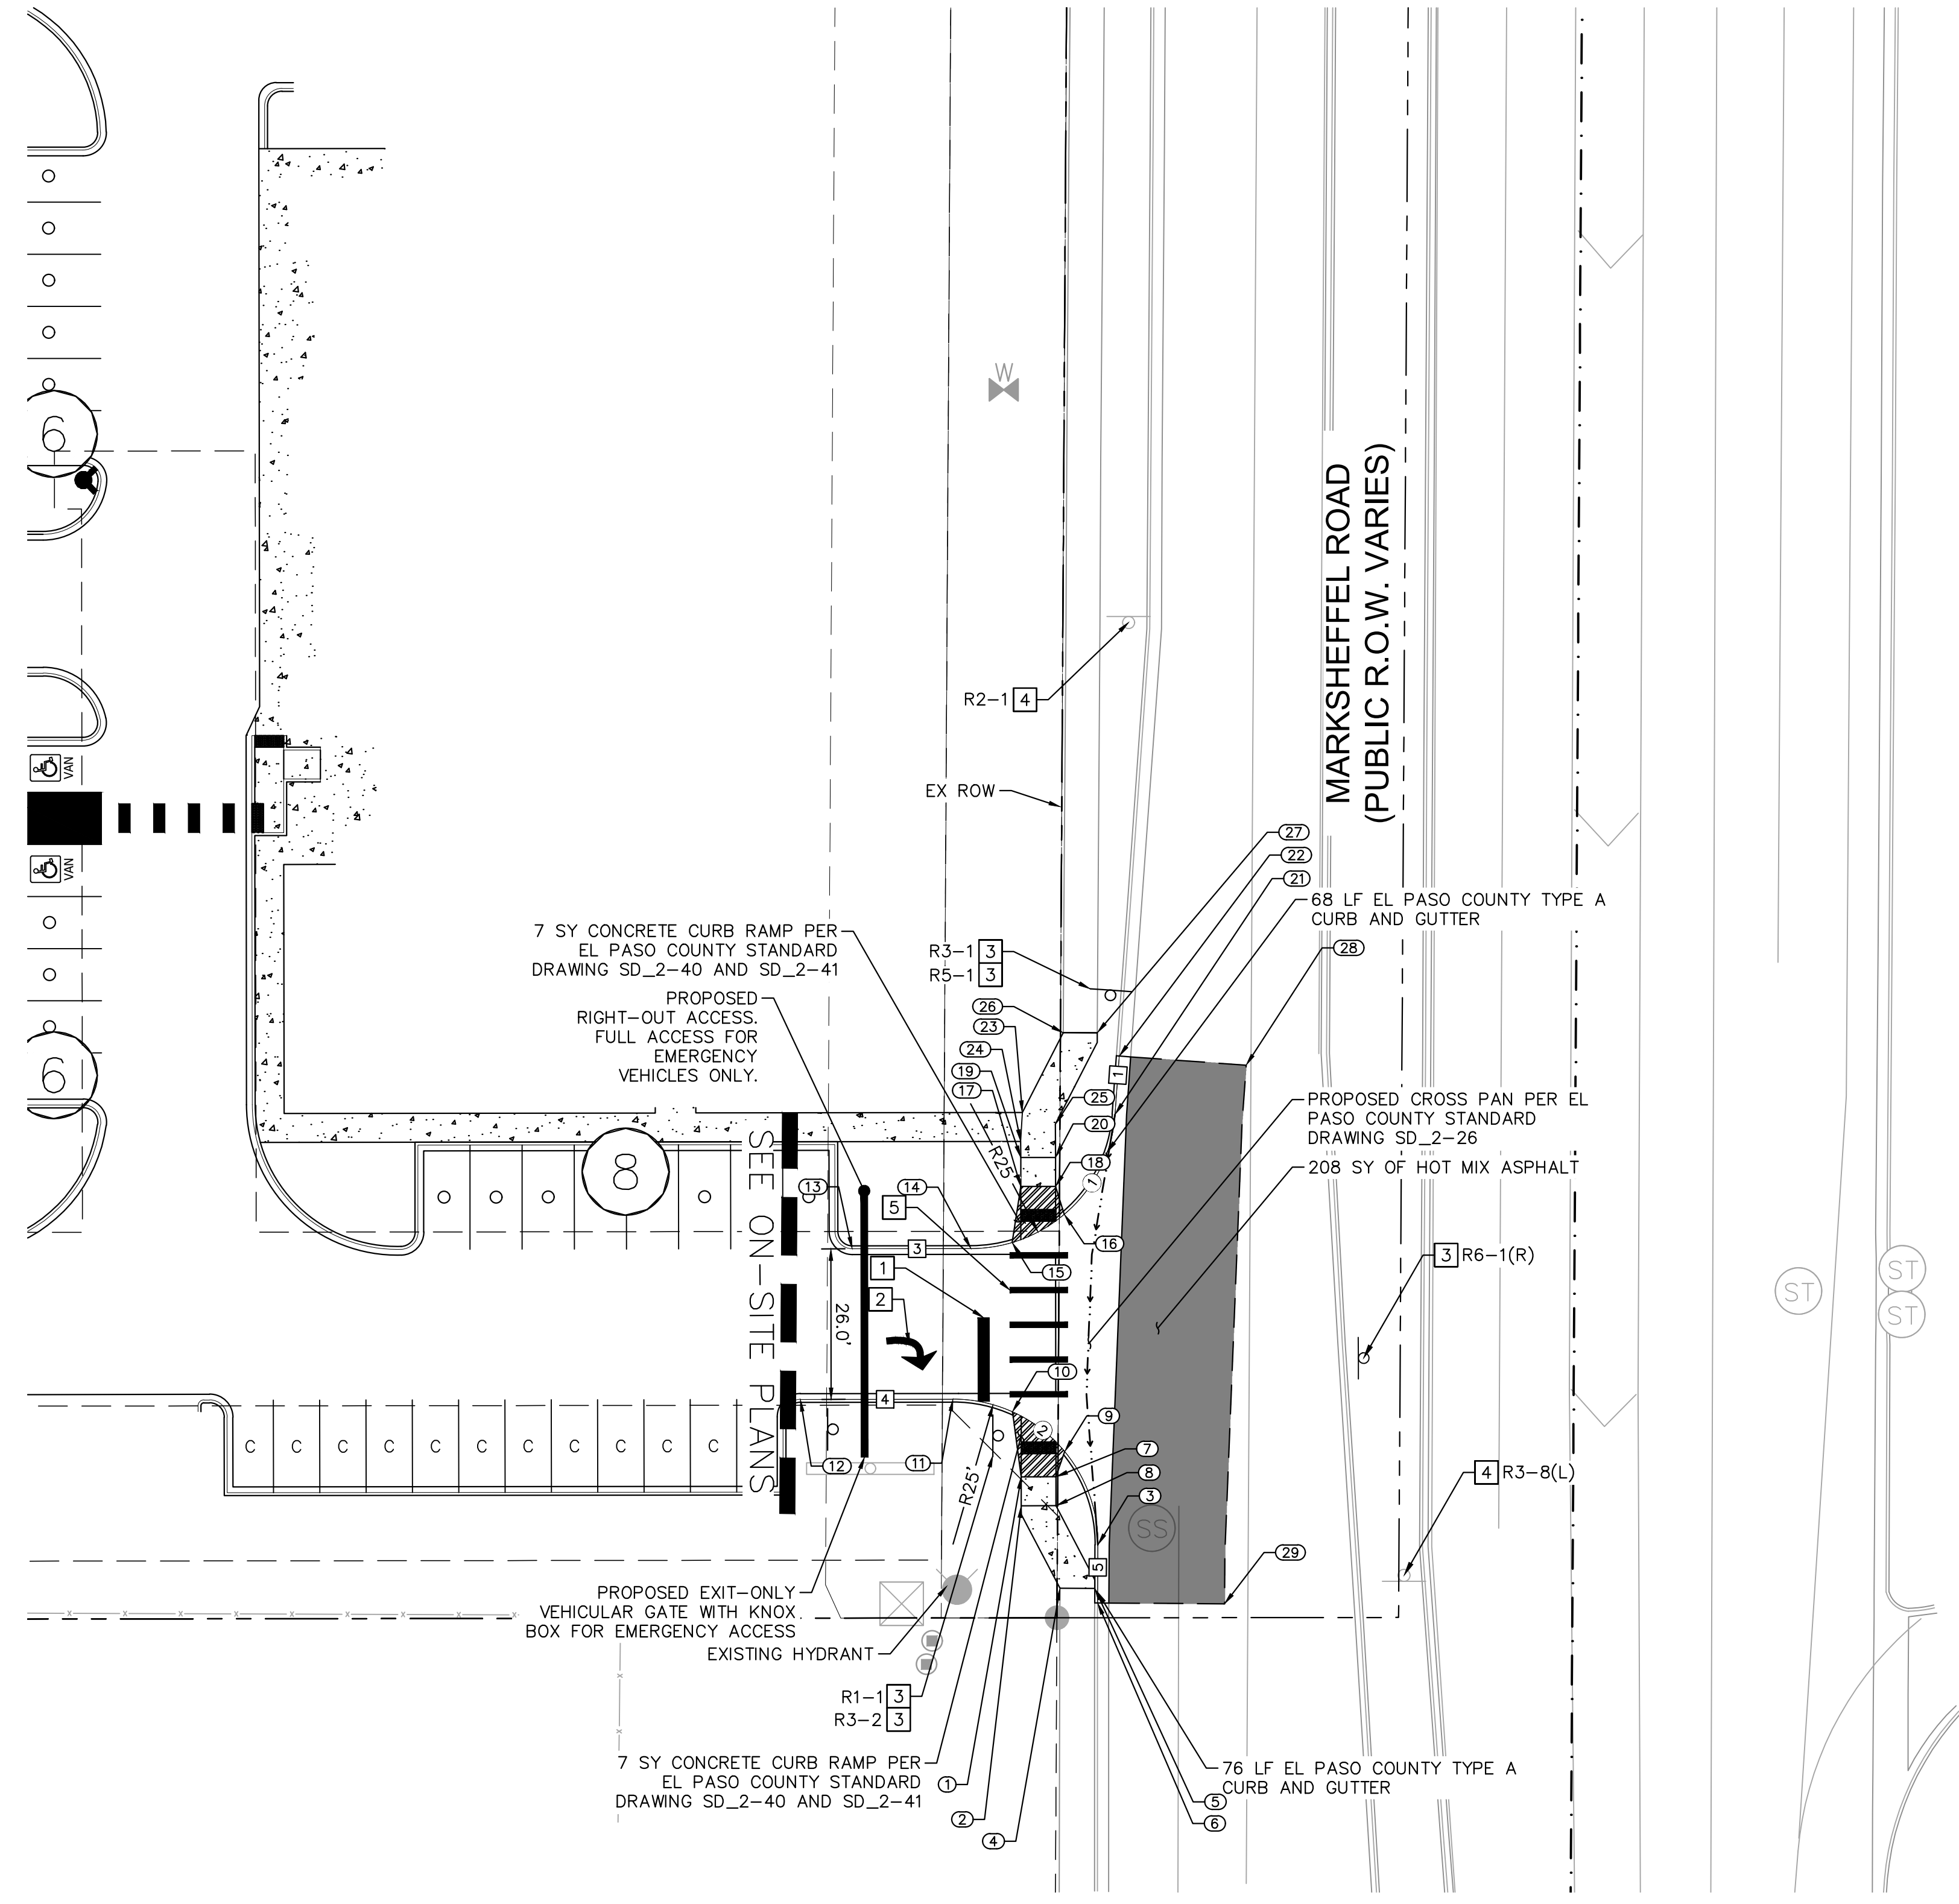 W
MARKSHEFFEL ROAD
(PUBLIC R.O.W. VARIES)
6
R2-1 4
VAN
EX ROW
VAN
27
22
21
68 LF EL PASO COUNTY TYPE A
CURB AND GUTTER
28
7 SY CONCRETE CURB RAMP PER
EL PASO COUNTY STANDARD
DRAWING SD_2-40 AND SD_2-41
R3-1 3
R5-1 3
PROPOSED
RIGHT-OUT ACCESS.
FULL ACCESS FOR
EMERGENCY
VEHICLES ONLY.
26
23
24
19
17
6
1
25
20
18
1
R25'
PROPOSED CROSS PAN PER EL
PASO COUNTY STANDARD
DRAWING SD_2-26
208 SY OF HOT MIX ASPHALT
8
SEE ON-SITE PLANS
13
14
5
3
16
15
1
2
26.0'
3 R6-1(R)
ST
ST
ST
10
4
9
2
7
8
3
12
11
R25'
C C C C C C C C C C C
4 R3-8(L)
SS
5
29
PROPOSED EXIT-ONLY
VEHICULAR GATE WITH KNOX
BOX FOR EMERGENCY ACCESS
EXISTING HYDRANT
R1-1 3
R3-2 3
7 SY CONCRETE CURB RAMP PER
EL PASO COUNTY STANDARD
DRAWING SD_2-40 AND SD_2-41
1
2
4
76 LF EL PASO COUNTY TYPE A
CURB AND GUTTER
5
6